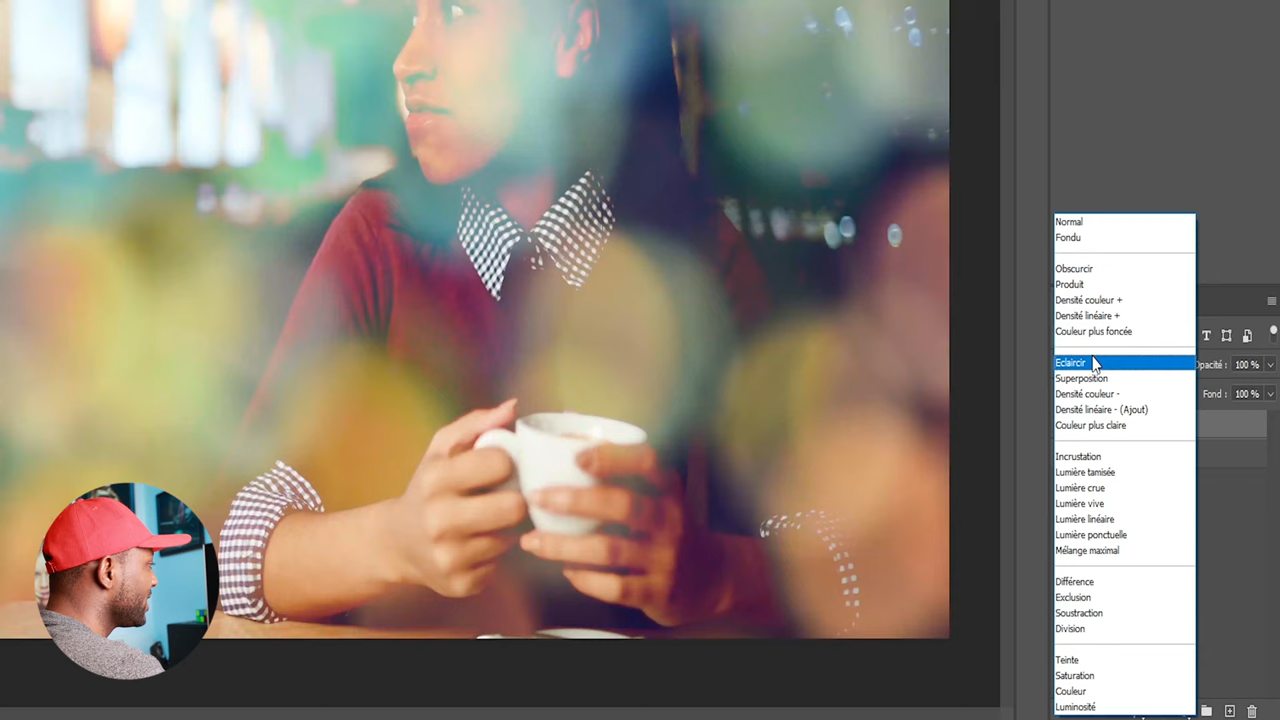 Normal
Fondu
Obscurcir
Produit
Densité couleur +
Densité linéaire +
Couleur plus foncée
Eclaircir
Opacité : 100 %
Superposition
Densité couleur -
Fond : 100 %
Densité linéaire - (Ajout)
Couleur plus claire
Incrustation
Lumière tamisée
Lumière crue
Lumière vive
Lumière linéaire
Lumière ponctuelle
Mélange maximal
Différence
Exclusion
Soustraction
Division
Teinte
Saturation
Couleur
Luminosité